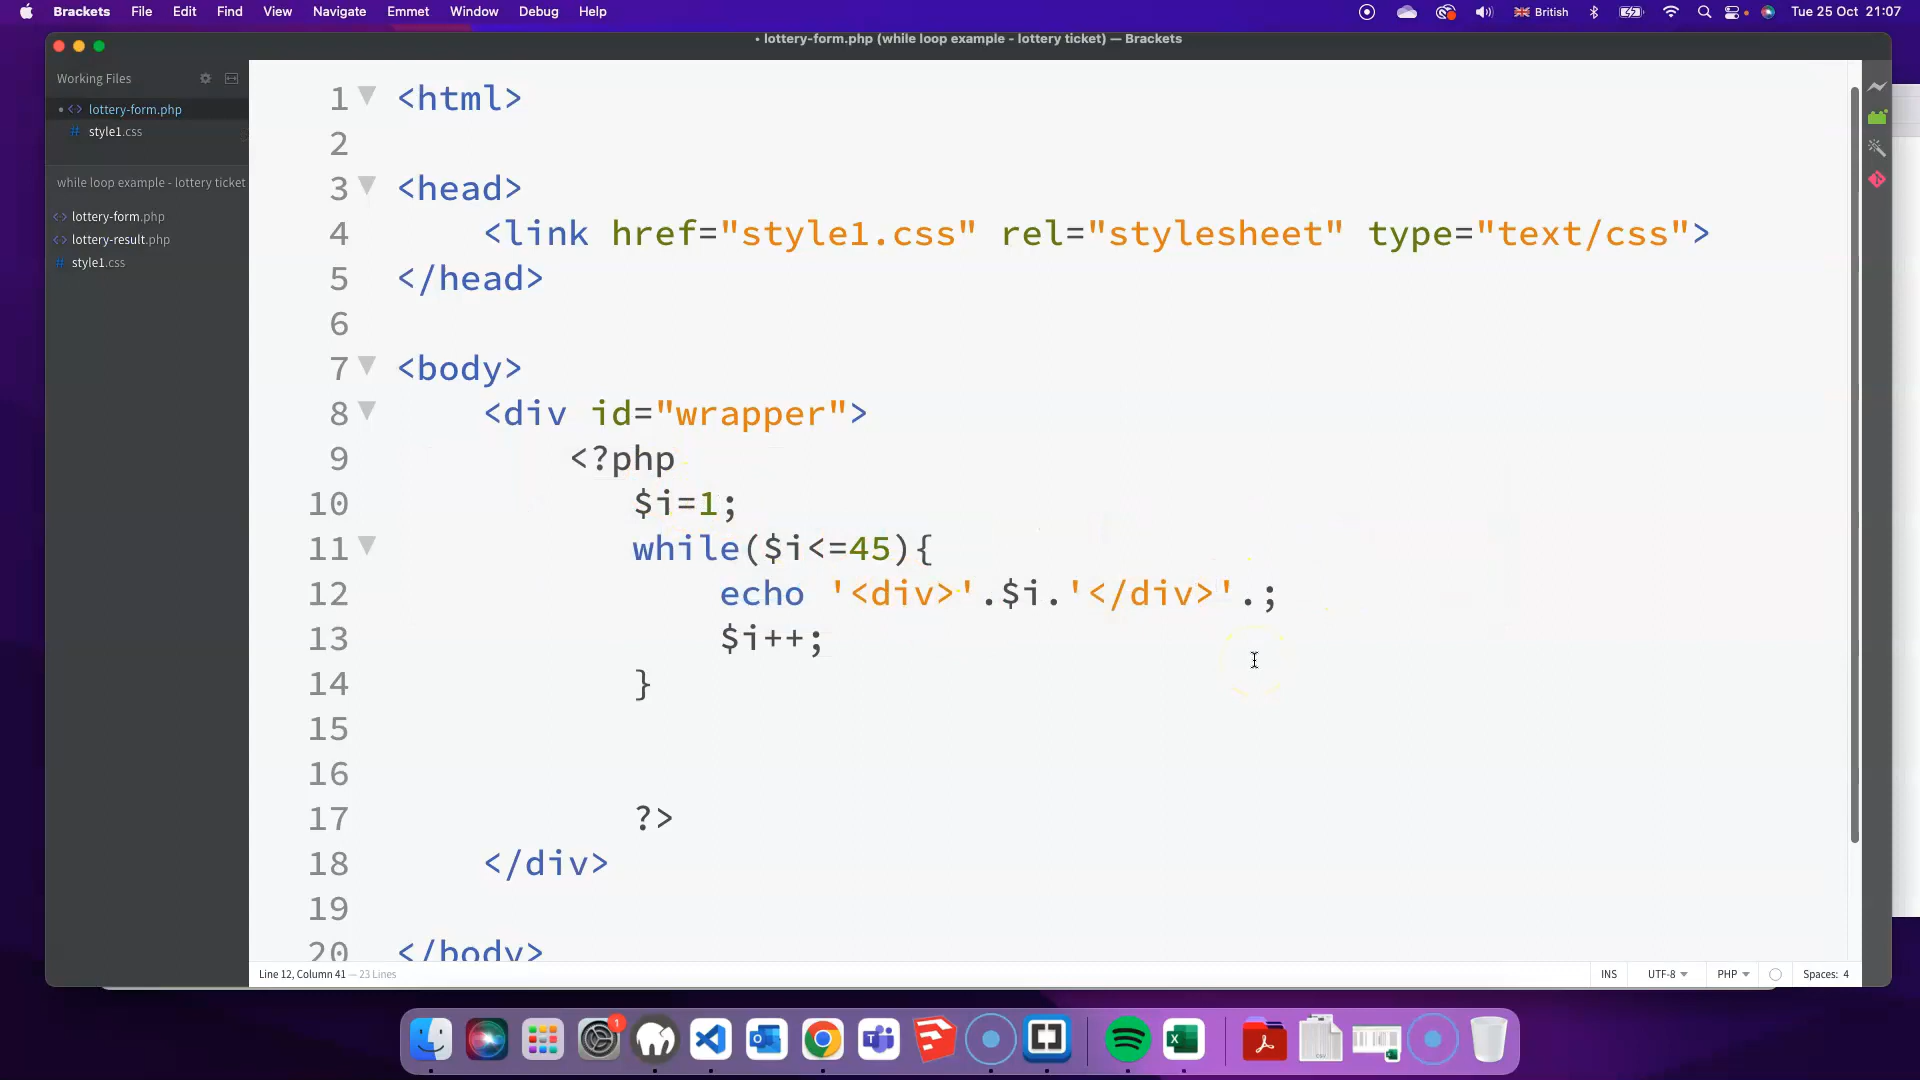 Brackets File Edit Find View Navigate Emmet Window Debug Help British Tue 25 Oct 21:07
• lottery-form.php (while loop example - lottery ticket) — Brackets
Working Files
lottery-form.php
style1.css
while loop example - lottery ticket
lottery-form.php
lottery-result.php
style1.css
1 <html>
2
3 <head>
4 <link href="style1.css" rel="stylesheet" type="text/css">
5 </head>
6
7 <body>
8 <div id="wrapper">
9 <?php
10 $i=1;
11 while($i<=45){
12 echo '<div>'.$i.'</div>'.;
13 $i++;
14 }
15
16
17 ?>
18 </div>
19
20 </body>
Line 12, Column 41 — 23 Lines INS UTF-8 PHP Spaces: 4
1